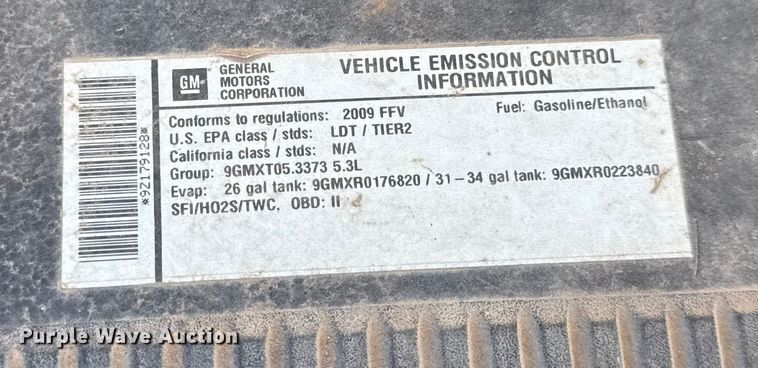 *9Z179128*
GM
GENERAL
MOTORS
CORPORATION
VEHICLE EMISSION CONTROL
INFORMATION
Conforms to regulations: 2009 FFV Fuel: Gasoline/Ethanol
U.S. EPA class / stds: LDT / TIER2
California class / stds: N/A
Group: 9GMXT05.3373 5.3L
Evap: 26 gal tank: 9GMXR0176820 / 31-34 gal tank: 9GMXR0223840
SFI/HO2S/TWC, OBD: II
Purple Wave Auction